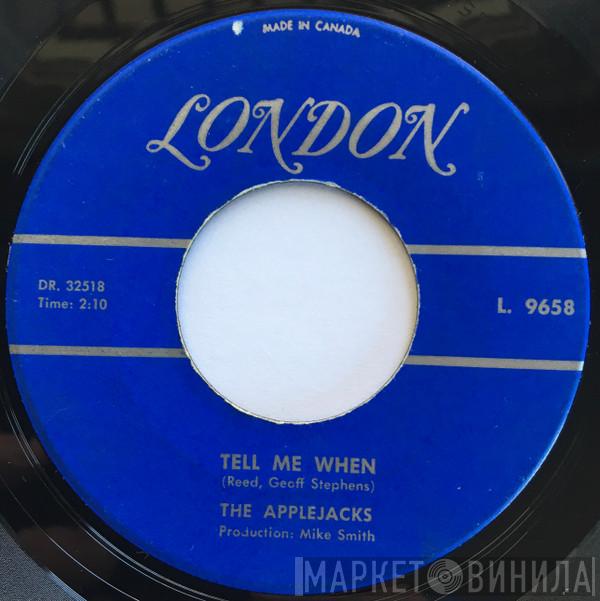 MADE IN CANADA
LONDON
DR. 32518
Time: 2:10
L. 9658
TELL ME WHEN
(Reed, Geoff Stephens)
THE APPLEJACKS
Production: Mike Smith
МАРКЕТ ВИНИЛА